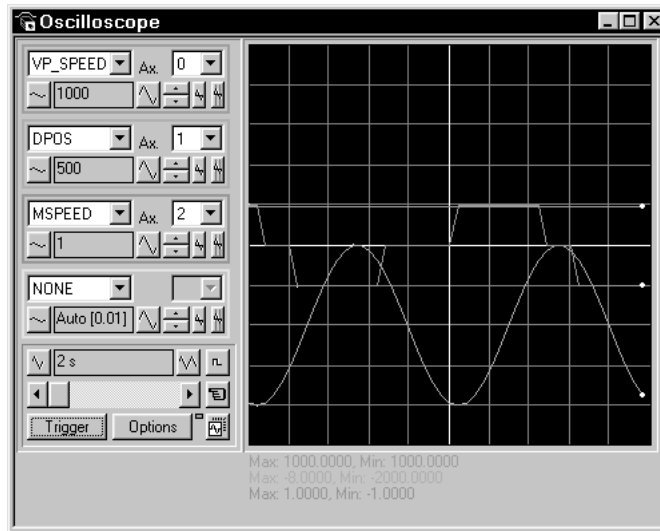 Oscilloscope
VP_SPEED Ax. 0
1000
DPOS Ax. 1
500
MSPEED Ax. 2
1
NONE
Auto [0.01]
2 s
Trigger Options
Max: 1000.0000, Min: 1000.0000
Max: -8.0000, Min: -2000.0000
Max: 1.0000, Min: -1.0000